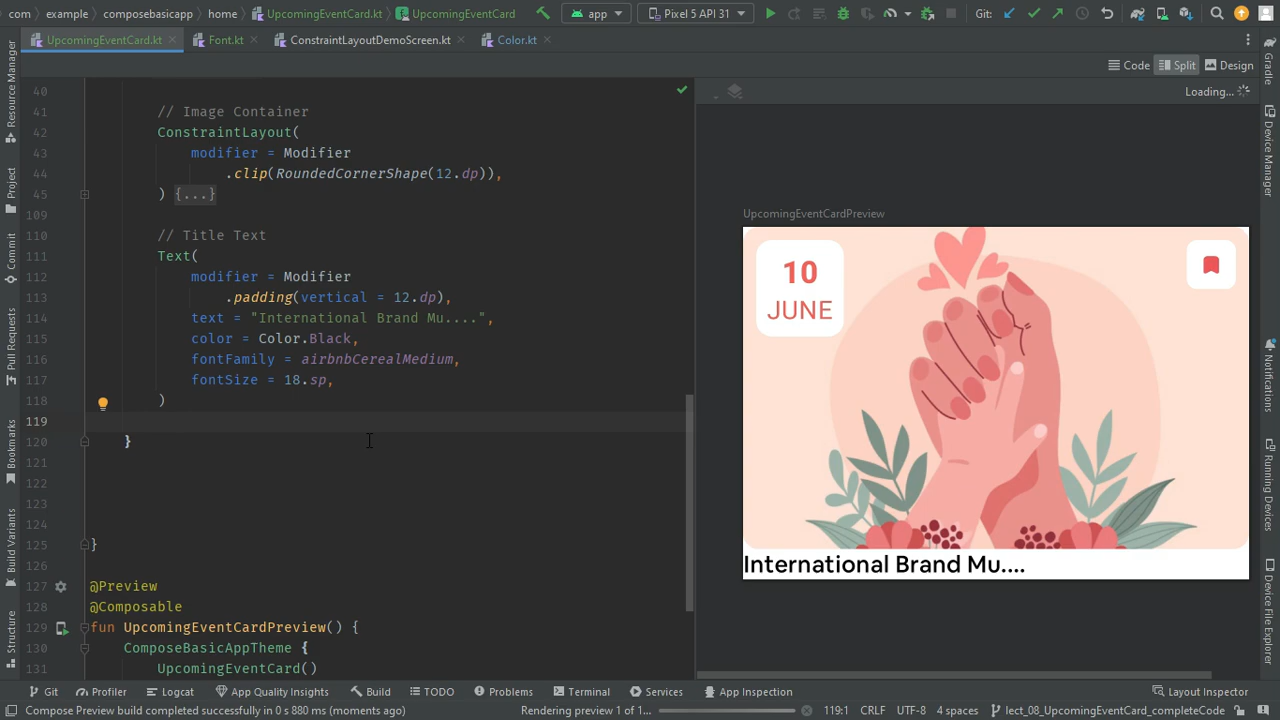 com
example
composebasicapp
home
UpcomingEventCard.kt
UpcomingEventCard
app
Pixel 5 API 31
Git:
UpcomingEventCard.kt
Font.kt
ConstraintLayoutDemoScreen.kt
Color.kt
Code
Split
Design
Loading...
Resource Manager
Project
Commit
Pull Requests
Bookmarks
Build Variants
Structure
40
41 // Image Container
42 ConstraintLayout(
43 modifier = Modifier
44 .clip(RoundedCornerShape(12.dp)),
45 ) {...}
109
110 // Title Text
111 Text(
112 modifier = Modifier
113 .padding(vertical = 12.dp),
114 text = "International Brand Mu....",
115 color = Color.Black,
116 fontFamily = airbnbCerealMedium,
117 fontSize = 18.sp,
118 )
119
120 }
121
122
123
124
125 }
126
127 @Preview
128 @Composable
129 fun UpcomingEventCardPreview() {
130 ComposeBasicAppTheme {
131 UpcomingEventCard()
UpcomingEventCardPreview
10
JUNE
International Brand Mu....
Gradle
Device Manager
Notifications
Running Devices
Device File Explorer
Git
Profiler
Logcat
App Quality Insights
Build
TODO
Problems
Terminal
Services
App Inspection
Layout Inspector
Compose Preview build completed successfully in 0 s 880 ms (moments ago)
Rendering preview 1 of 1...
119:1
CRLF
UTF-8
4 spaces
lect_08_UpcomingEventCard_completeCode